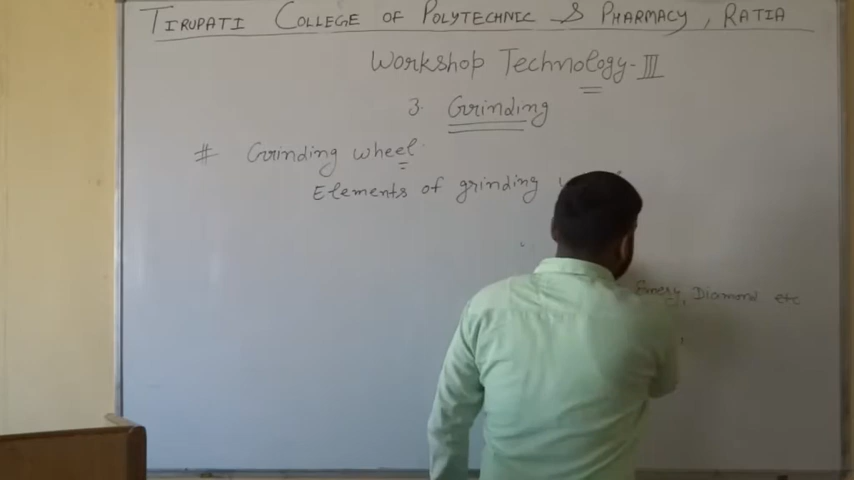 TIRUPATI COLLEGE OF POLYTECHNIC & PHARMACY, RATIA
Workshop Technology-III
3. Grinding
# Grinding wheel
Elements of grinding
Emery, Diamond etc